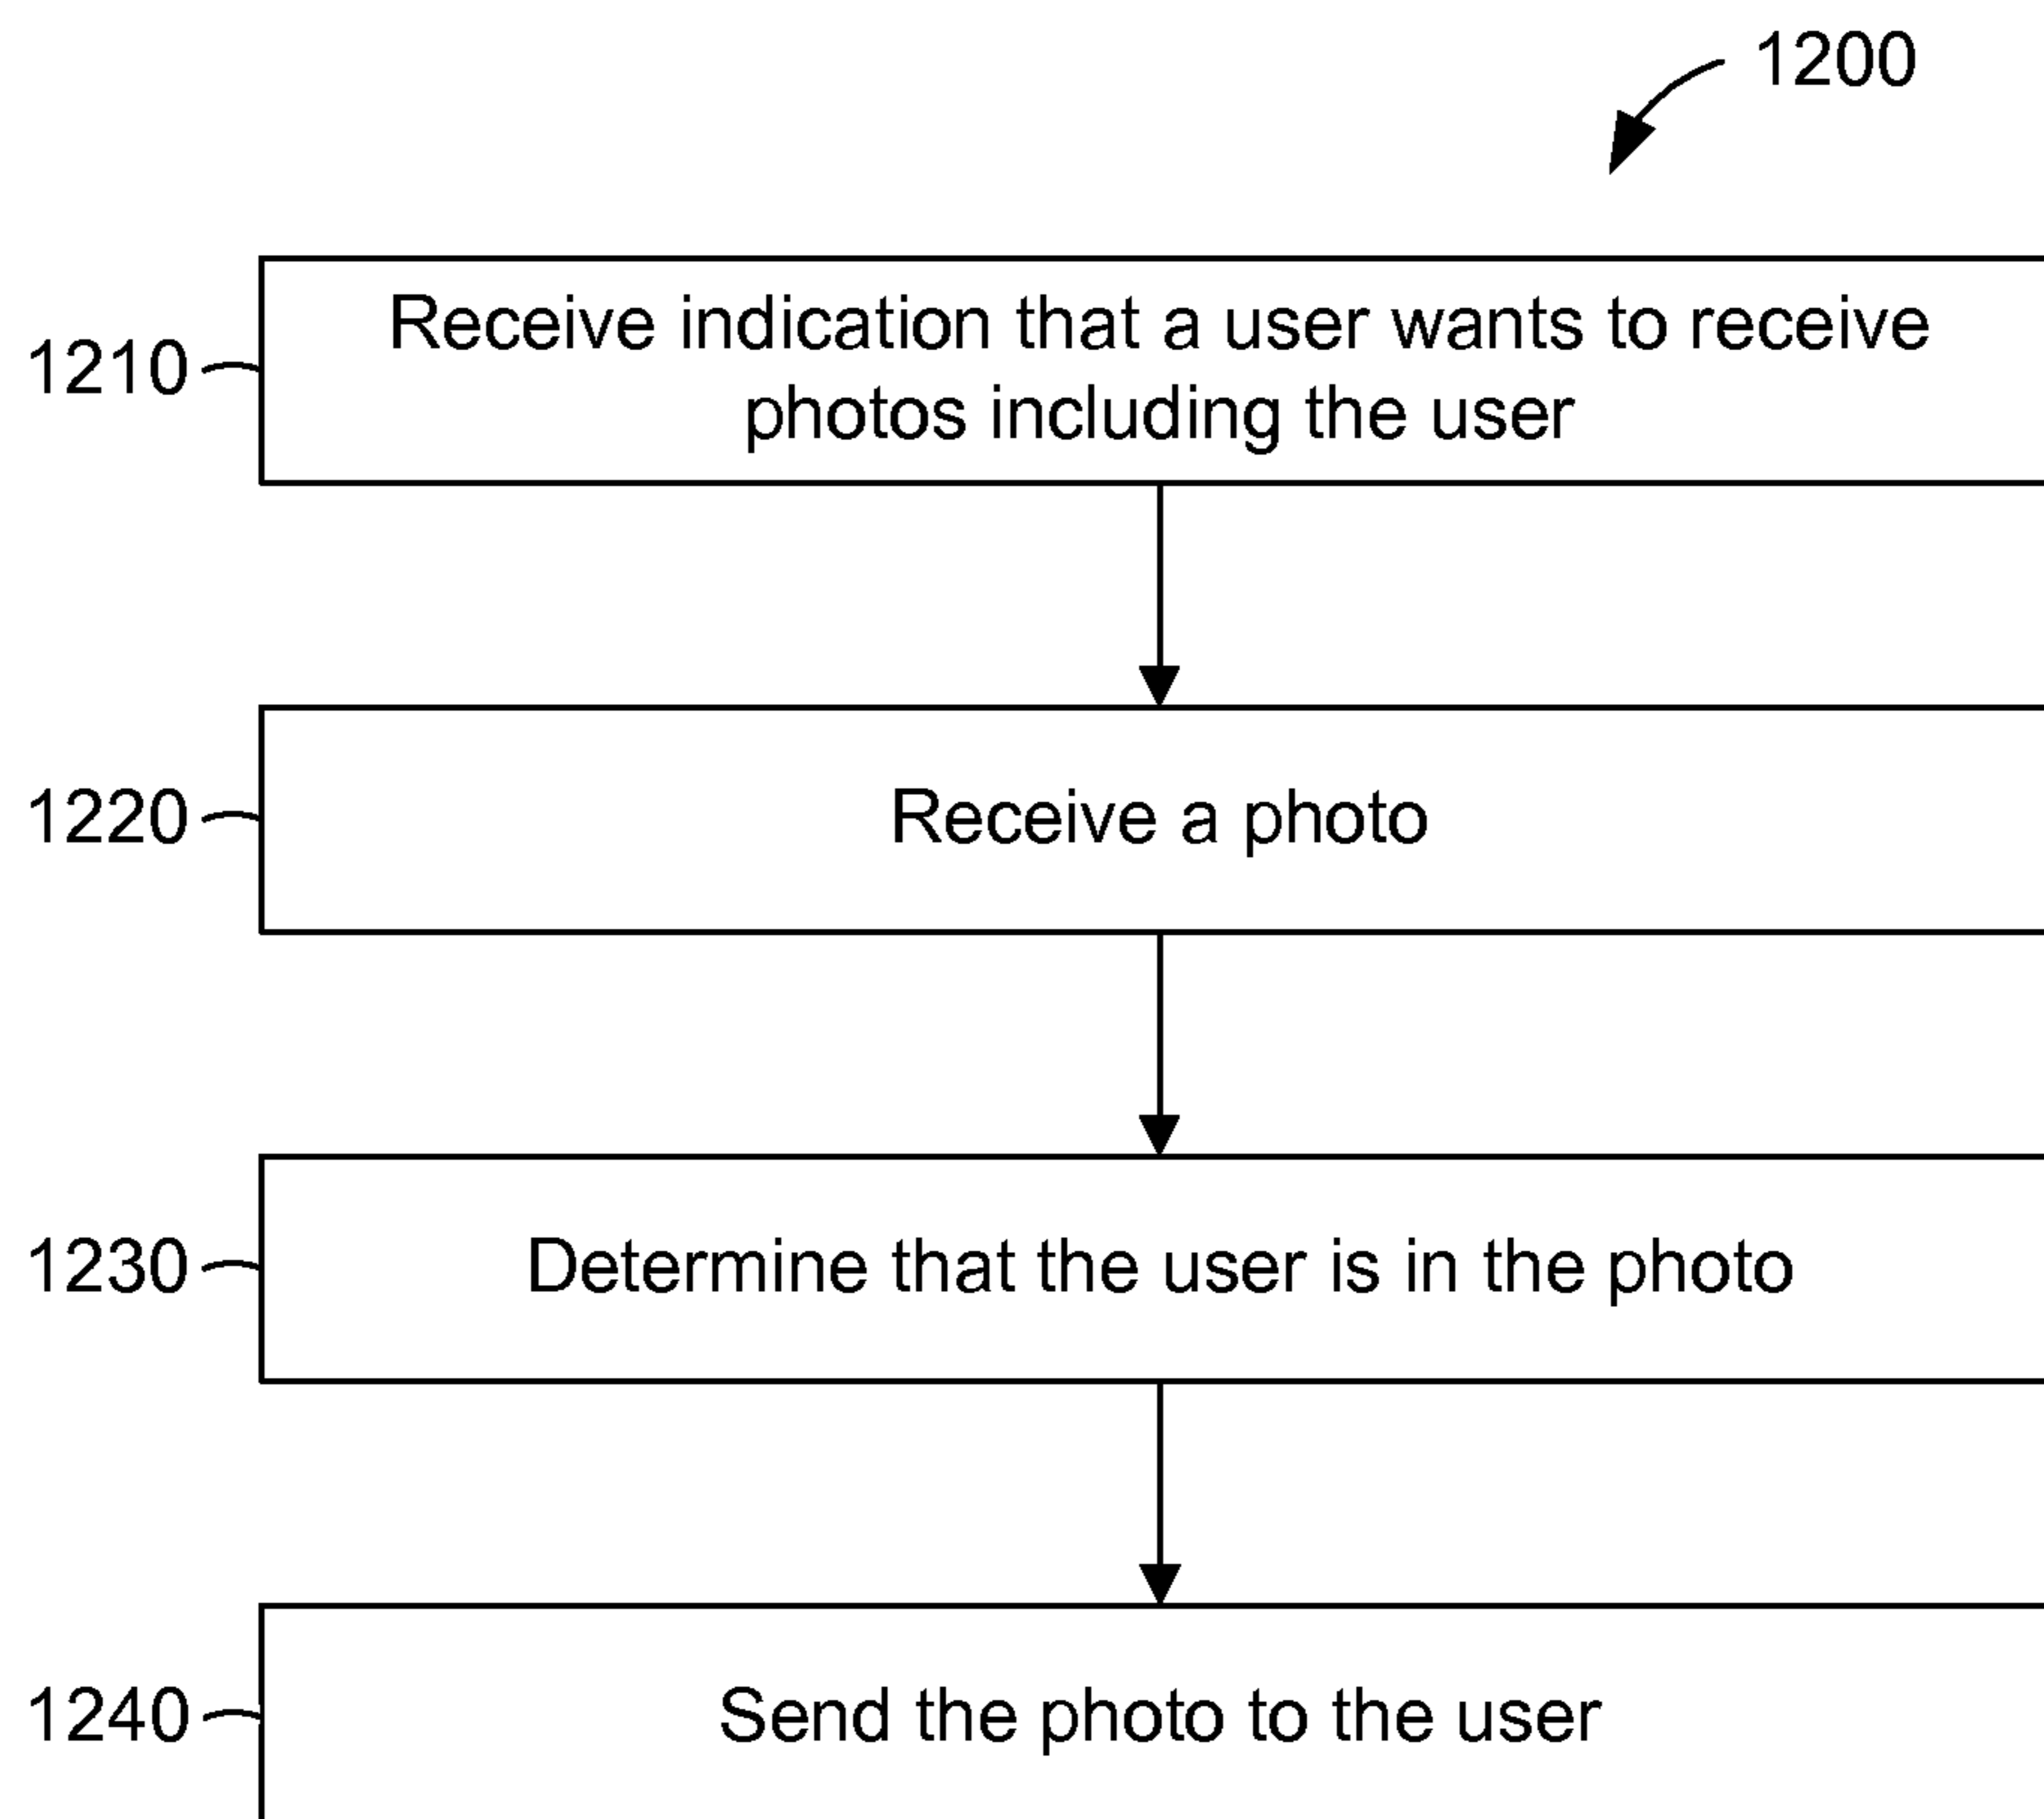 1200
1210
Receive indication that a user wants to receive
photos including the user
1220
Receive a photo
1230
Determine that the user is in the photo
1240
Send the photo to the user